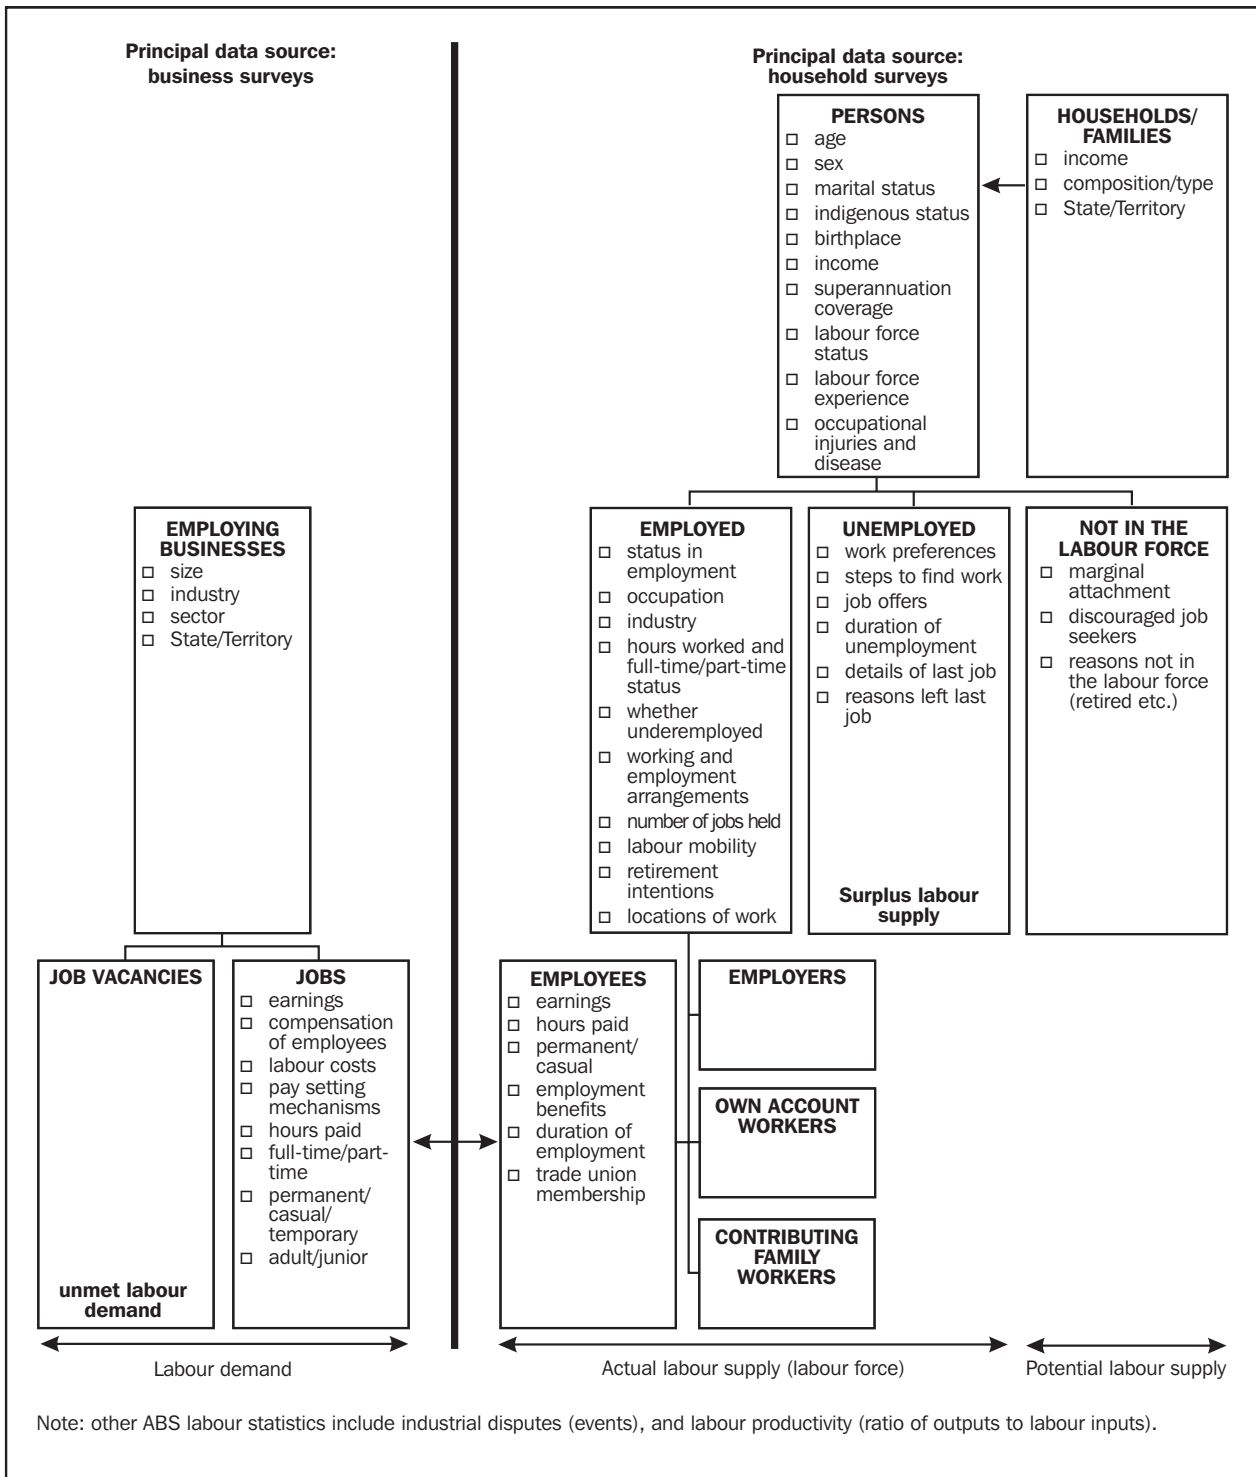 Principal data source:
business surveys
Principal data source:
household surveys
PERSONS
□ age
□ sex
□ marital status
□ indigenous status
□ birthplace
□ income
□ superannuation
coverage
□ labour force
status
□ labour force
experience
□ occupational
injuries and
disease
HOUSEHOLDS/
FAMILIES
□ income
□ composition/type
□ State/Territory
EMPLOYING
BUSINESSES
□ size
□ industry
□ sector
□ State/Territory
EMPLOYED
□ status in
employment
□ occupation
□ industry
□ hours worked and
full-time/part-time
status
□ whether
underemployed
□ working and
employment
arrangements
□ number of jobs held
□ labour mobility
□ retirement
intentions
□ locations of work
UNEMPLOYED
□ work preferences
□ steps to find work
□ job offers
□ duration of
unemployment
□ details of last job
□ reasons left last
job
Surplus labour
supply
NOT IN THE
LABOUR FORCE
□ marginal
attachment
□ discouraged job
seekers
□ reasons not in
the labour force
(retired etc.)
JOB VACANCIES
unmet labour
demand
JOBS
□ earnings
□ compensation
of employees
□ labour costs
□ pay setting
mechanisms
□ hours paid
□ full-time/part-
time
□ permanent/
casual/
temporary
□ adult/junior
EMPLOYEES
□ earnings
□ hours paid
□ permanent/
casual
□ employment
benefits
□ duration of
employment
□ trade union
membership
EMPLOYERS
OWN ACCOUNT
WORKERS
CONTRIBUTING
FAMILY
WORKERS
Labour demand
Actual labour supply (labour force)
Potential labour supply
Note: other ABS labour statistics include industrial disputes (events), and labour productivity (ratio of outputs to labour inputs).